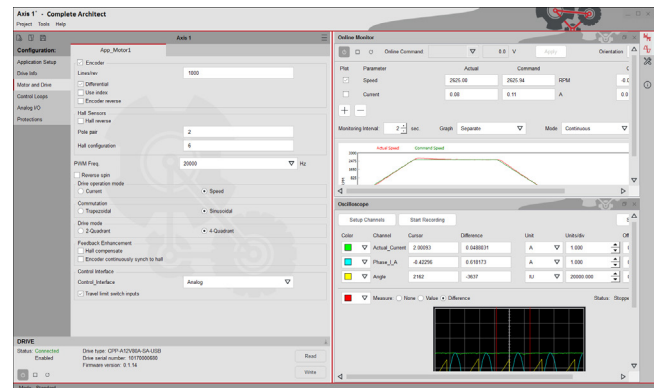 Axis 1* - Complete Architect
Project Tools Help
Axis 1
Configuration:
App_Motor1
Application Setup
Drive Info
Motor and Drive
Control Loops
Analog I/O
Protections
Encoder
Lines/rev 1000
Differential
Use index
Encoder reverse
Hall Sensors
Hall reverse
Pole pair 2
Hall configuration 6
PWM Freq. 20000 Hz
Reverse spin
Drive operation mode
Current Speed
Commutation
Trapezoidal Sinusoidal
Drive mode
2-Quadrant 4-Quadrant
Feedback Enhancement
Hall compensate
Encoder continuously synch to hall
Control Interface
Control_Interface Analog
Travel limit switch inputs
DRIVE
Status: Connected
Enabled
Drive type: GPP-A12V80A-SA-USB
Drive serial number: 10170000080
Firmware version: 0.1.14
Read
Write
Online Monitor
Online Command 0.0 V Apply Orientation
Plot Parameter Actual Command
Speed 2625.08 2625.94 RPM
Current 0.08 0.11 A
Monitoring Interval 2 sec. Graph Separate Mode Continuous
Actual Speed Command Speed
Oscilloscope
Setup Channels Start Recording
Color Channel Cursor Difference Unit Units/div
Actual_Current 2.00093 0.0488031 A 1.000
Phase_I_A -0.42296 0.618173 A 1.000
Angle 2162 -3637 IU 20000.000
Measure: None Value Difference Status: Stoppe